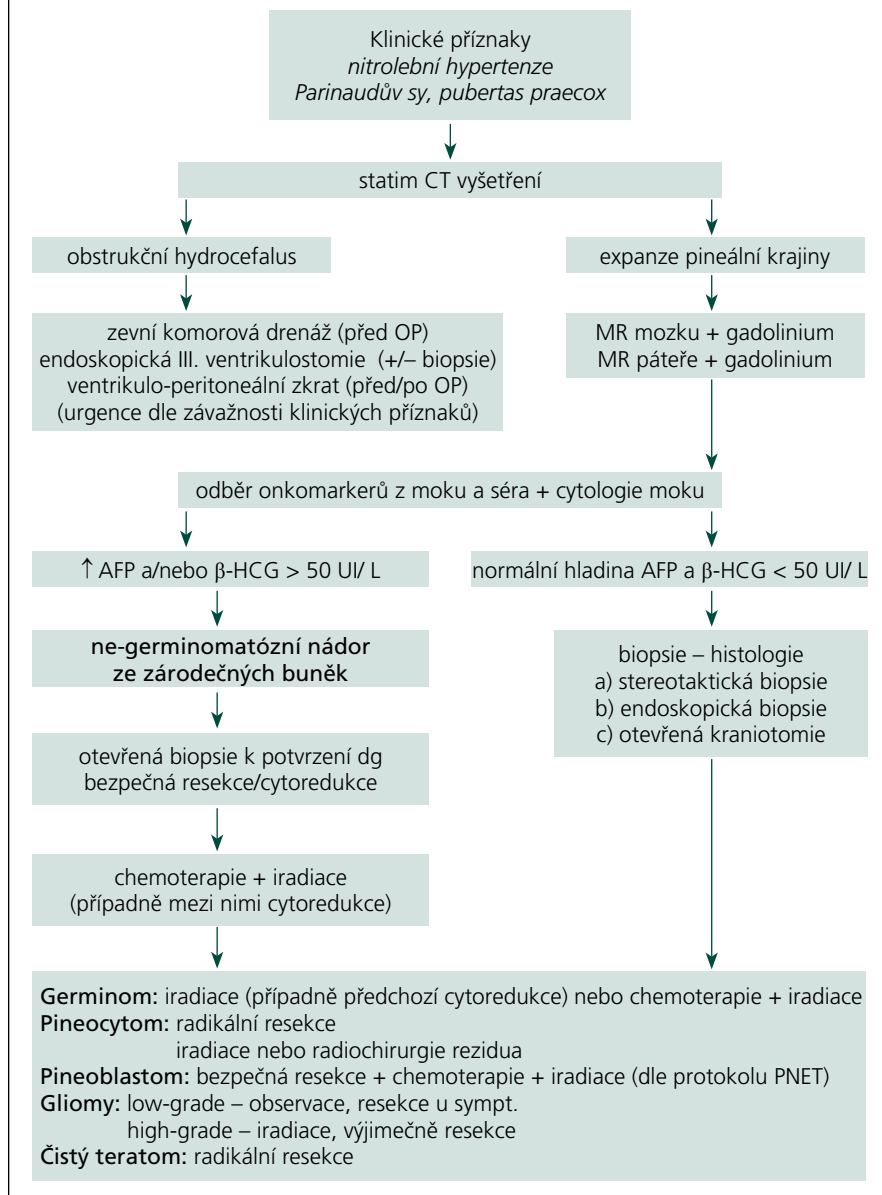 Klinické příznaky
nitrolební hypertenze
Parinaudův sy, pubertas praecox
statim CT vyšetření
obstrukční hydrocefalus
expanze pineální krajiny
zevní komorová drenáž (před OP)
endoskopická III. ventrikulostomie (+/– biopsie)
ventrikulo-peritoneální zkrat (před/po OP)
(urgence dle závažnosti klinických příznaků)
MR mozku + gadolinium
MR páteře + gadolinium
odběr onkomarkerů z moku a séra + cytologie moku
↑ AFP a/nebo β-HCG > 50 UI/ L
normální hladina AFP a β-HCG < 50 UI/ L
ne-germinomatózní nádor
ze zárodečných buněk
biopsie – histologie
a) stereotaktická biopsie
b) endoskopická biopsie
c) otevřená kraniotomie
otevřená biopsie k potvrzení dg
bezpečná resekce/cytoredukce
chemoterapie + iradiace
(případně mezi nimi cytoredukce)
Germinom: iradiace (případně předchozí cytoredukce) nebo chemoterapie + iradiace
Pineocytom: radikální resekce
iradiace nebo radiochirurgie rezidua
Pineoblastom: bezpečná resekce + chemoterapie + iradiace (dle protokolu PNET)
Gliomy: low-grade – observace, resekce u sympt.
high-grade – iradiace, výjimečně resekce
Čistý teratom: radikální resekce